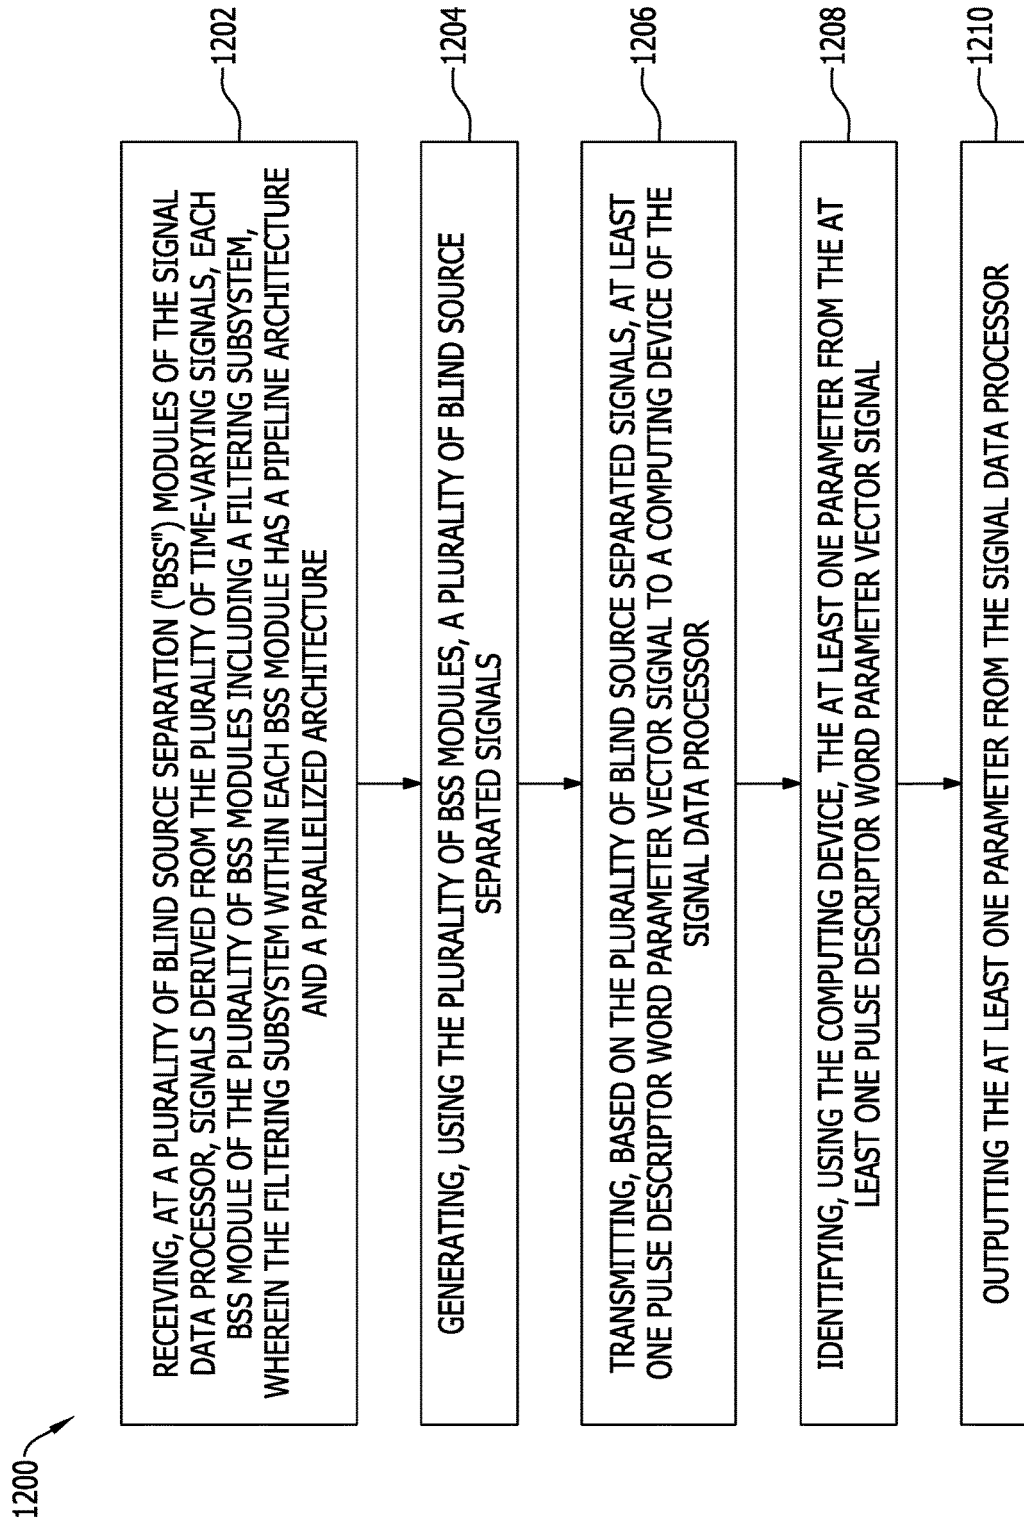 1200
RECEIVING, AT A PLURALITY OF BLIND SOURCE SEPARATION ("BSS") MODULES OF THE SIGNAL
DATA PROCESSOR, SIGNALS DERIVED FROM THE PLURALITY OF TIME-VARYING SIGNALS, EACH
BSS MODULE OF THE PLURALITY OF BSS MODULES INCLUDING A FILTERING SUBSYSTEM,
WHEREIN THE FILTERING SUBSYSTEM WITHIN EACH BSS MODULE HAS A PIPELINE ARCHITECTURE
AND A PARALLELIZED ARCHITECTURE
1202
GENERATING, USING THE PLURALITY OF BSS MODULES, A PLURALITY OF BLIND SOURCE
SEPARATED SIGNALS
1204
TRANSMITTING, BASED ON THE PLURALITY OF BLIND SOURCE SEPARATED SIGNALS, AT LEAST
ONE PULSE DESCRIPTOR WORD PARAMETER VECTOR SIGNAL TO A COMPUTING DEVICE OF THE
SIGNAL DATA PROCESSOR
1206
IDENTIFYING, USING THE COMPUTING DEVICE, THE AT LEAST ONE PARAMETER FROM THE AT
LEAST ONE PULSE DESCRIPTOR WORD PARAMETER VECTOR SIGNAL
1208
OUTPUTTING THE AT LEAST ONE PARAMETER FROM THE SIGNAL DATA PROCESSOR
1210